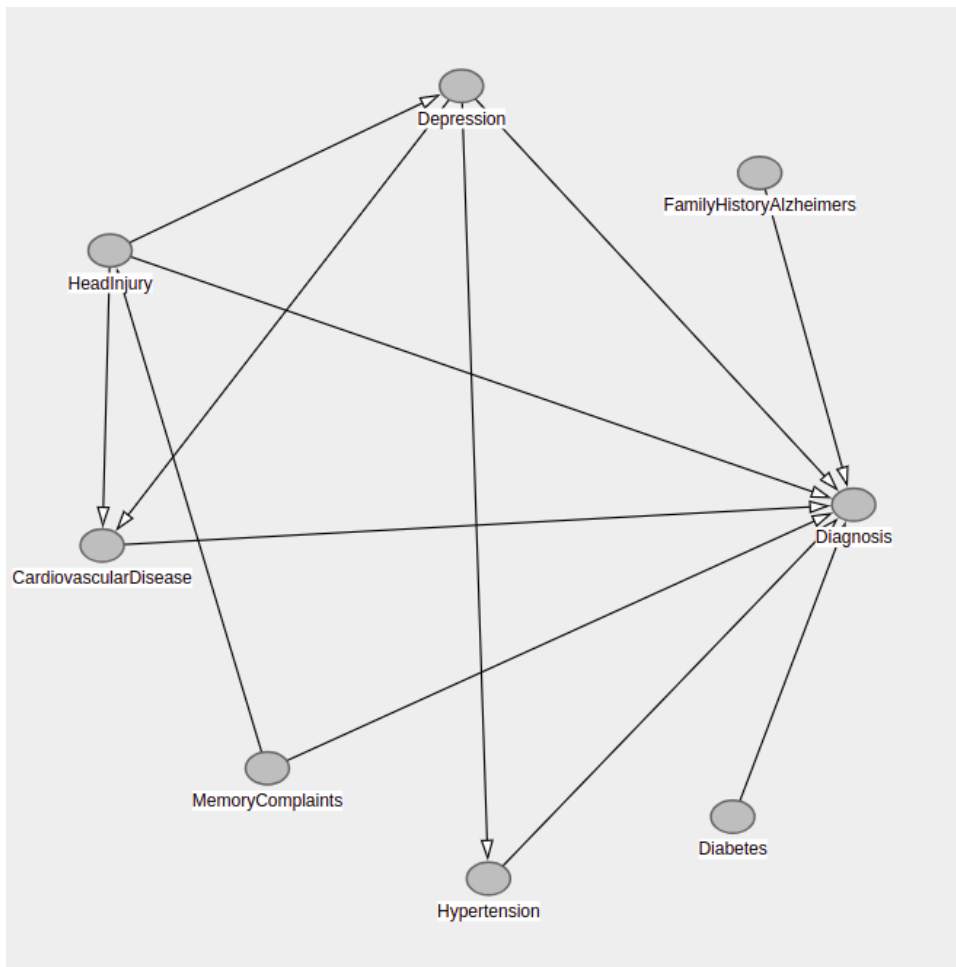 Depression
FamilyHistoryAlzheimers
HeadInjury
Diagnosis
CardiovascularDisease
MemoryComplaints
Diabetes
Hypertension